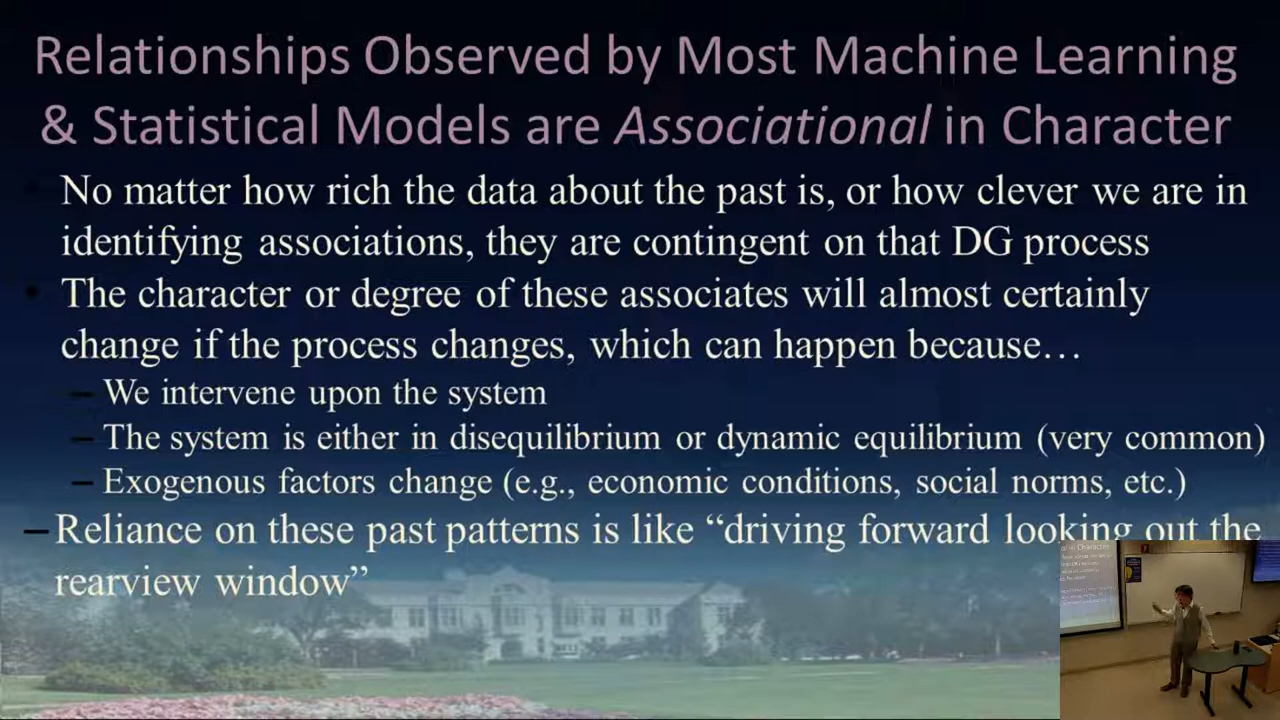 Relationships Observed by Most Machine Learning
& Statistical Models are Associational in Character
No matter how rich the data about the past is, or how clever we are in
identifying associations, they are contingent on that DG process
• The character or degree of these associates will almost certainly
change if the process changes, which can happen because…
– We intervene upon the system
– The system is either in disequilibrium or dynamic equilibrium (very common)
– Exogenous factors change (e.g., economic conditions, social norms, etc.)
– Reliance on these past patterns is like “driving forward looking out the
rearview window”